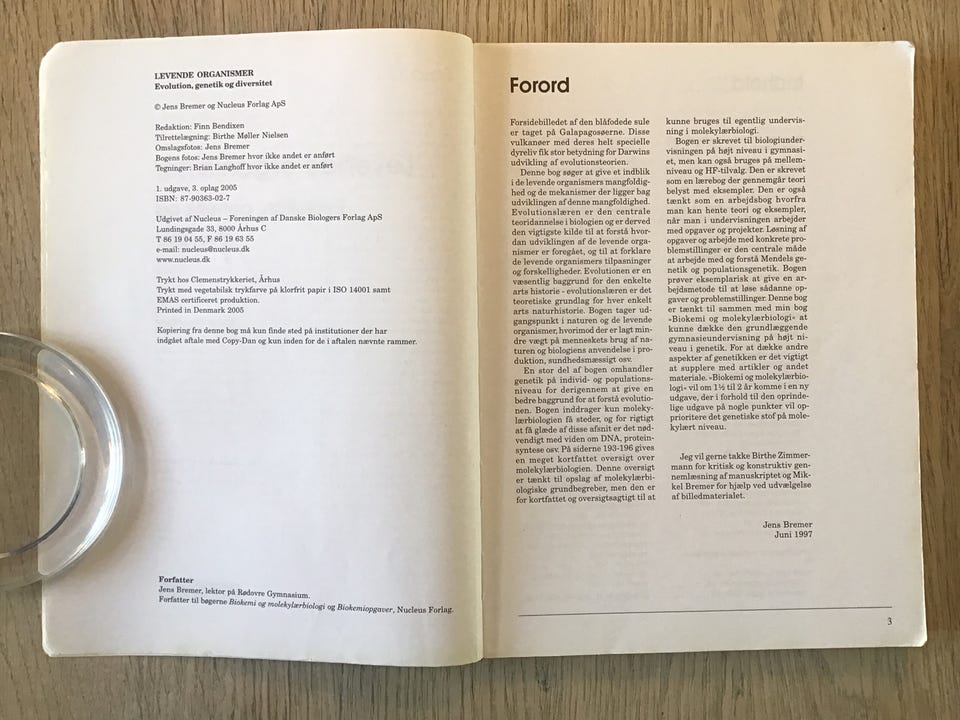 LEVENDE ORGANISMER
Evolution, genetik og diversitet
© Jens Bremer og Nucleus Forlag ApS
Redaktion: Finn Bendixen
Tilrettelægning: Birthe Møller Nielsen
Omslagsfotos: Jens Bremer
Bogens fotos: Jens Bremer hvor ikke andet er anført
Tegninger: Brian Langhoff hvor ikke andet er anført
1. udgave, 3. oplag 2005
ISBN: 87-90363-02-7
Udgivet af Nucleus – Foreningen af Danske Biologers Forlag ApS
Lundingsgade 33, 8000 Århus C
T 86 19 04 55, F 86 19 63 55
e-mail: nucleus@nucleus.dk
www.nucleus.dk
Trykt hos Clemenstrykkeriet, Århus
Trykt med vegetabilsk trykfarve på klorfrit papir i ISO 14001 samt
EMAS certificeret produktion.
Printed in Denmark 2005
Kopiering fra denne bog må kun finde sted på institutioner der har
indgået aftale med Copy-Dan og kun inden for de i aftalen nævnte rammer.
Forfatter
Jens Bremer, lektor på Rødovre Gymnasium.
Forfatter til bøgerne Biokemi og molekylærbiologi og Biokemiopgaver, Nucleus Forlag.
Forord
Forsidebilledet af den blåfodede sule
er taget på Galapagosøerne. Disse
vulkanøer med deres helt specielle
dyreliv fik stor betydning for Darwins
udvikling af evolutionsteorien.
Denne bog søger at give et indblik
i de levende organismers mangfoldig-
hed og de mekanismer der ligger bag
udviklingen af denne mangfoldighed.
Evolutionslæren er den centrale
teoridannelse i biologien og er derved
den vigtigste kilde til at forstå hvor-
dan udviklingen af de levende orga-
nismer er foregået, og til at forklare
de levende organismers tilpasninger
og forskelligheder. Evolutionen er en
væsentlig baggrund for den enkelte
arts historie - evolutionslæren er det
teoretiske grundlag for hver enkelt
arts naturhistorie. Bogen tager ud-
gangspunkt i naturen og de levende
organismer, hvorimod der er lagt min-
dre vægt på menneskets brug af na-
turen og biologiens anvendelse i pro-
duktion, sundhedsmæssigt osv.
En stor del af bogen omhandler
genetik på individ- og populations-
niveau for derigennem at give en
bedre baggrund for at forstå evolutio-
nen. Bogen inddrager kun moleky-
lærbiologien få steder, og for rigtigt
at få glæde af disse afsnit er det nød-
vendigt med viden om DNA, protein-
syntese osv. På siderne 193-196 gives
en meget kortfattet oversigt over
molekylærbiologien. Denne oversigt
er tænkt til opslag af molekylærbi-
ologiske grundbegreber, men den er
for kortfattet og oversigtsagtigt til at
kunne bruges til egentlig undervis-
ning i molekylærbiologi.
Bogen er skrevet til biologiunder-
visningen på højt niveau i gymnasi-
et, men kan også bruges på mellem-
niveau og HF-tilvalg. Den er skrevet
som en lærebog der gennemgår teori
belyst med eksempler. Den er også
tænkt som en arbejdsbog hvorfra
man kan hente teori og eksempler,
når man i undervisningen arbejder
med opgaver og projekter. Løsning af
opgaver og arbejde med konkrete pro-
blemstillinger er den centrale måde
at arbejde med og forstå Mendels ge-
netik og populationsgenetik. Bogen
prøver eksemplarisk at give en ar-
bejdsmetode til at løse sådanne op-
gaver og problemstillinger. Denne bog
er tænkt til sammen med min bog
»Biokemi og molekylærbiologi« at
kunne dække den grundlæggende
gymnasieundervisning på højt ni-
veau i genetik. For at dække andre
aspekter af genetikken er det vigtigt
at supplere med artikler og andet
materiale. »Biokemi og molekylærbio-
logi« vil om 1½ til 2 år komme i en ny
udgave, der i forhold til den oprinde-
lige udgave på nogle punkter vil op-
prioritere det genetiske stof på mole-
kylært niveau.
Jeg vil gerne takke Birthe Zimmer-
mann for kritisk og konstruktiv gen-
nemlæsning af manuskriptet og Mik-
kel Bremer for hjælp ved udvælgelse
af billedmaterialet.
Jens Bremer
Juni 1997
3